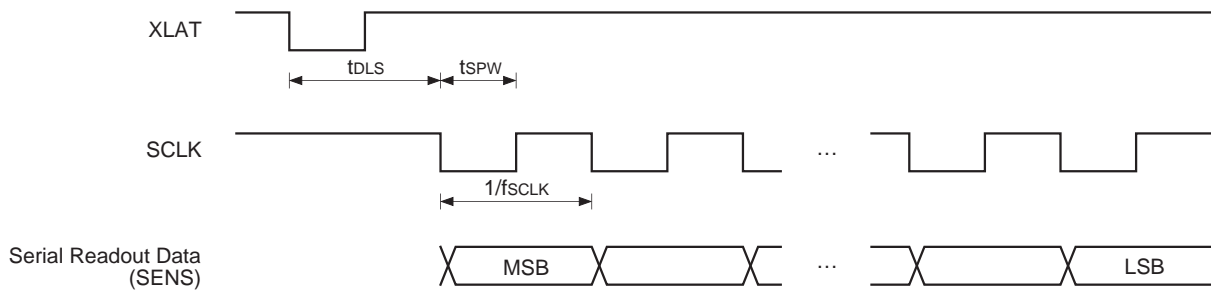 XLAT
tDLS
tSPW
SCLK
...
1/fSCLK
Serial Readout Data
(SENS)
MSB
...
LSB